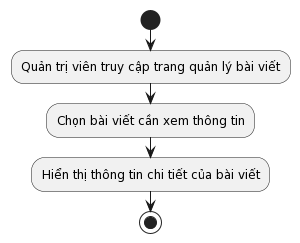 Quản trị viên truy cập trang quản lý bài viết
Chọn bài viết cần xem thông tin
Hiển thị thông tin chi tiết của bài viết